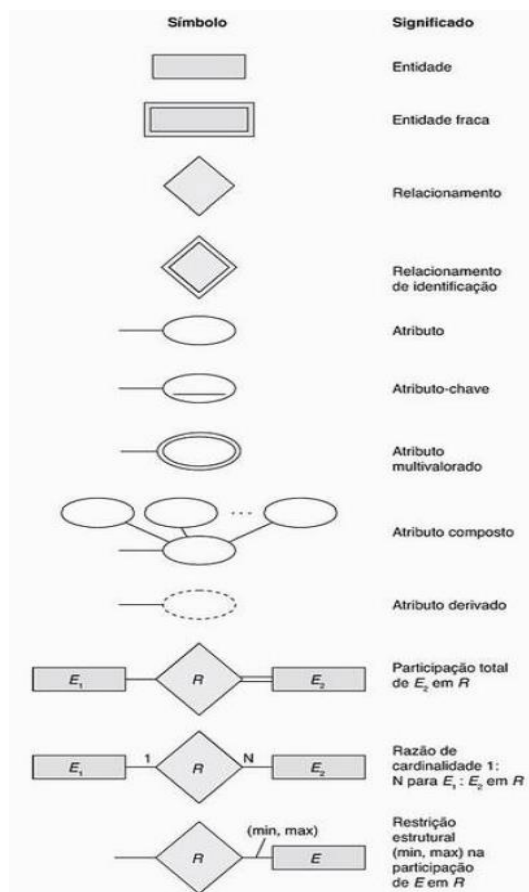 Símbolo Significado
Entidade
Entidade fraca
Relacionamento
Relacionamento
de identificação
Atributo
Atributo-chave
Atributo
multivalorado
...
Atributo composto
Atributo derivado
E₁ R E₂
Participação total
de E₂ em R
E₁ 1 R N E₂
Razão de
cardinalidade 1:
N para E₁ : E₂ em R
R (min, max) E
Restrição
estrutural
(min, max) na
participação
de E em R